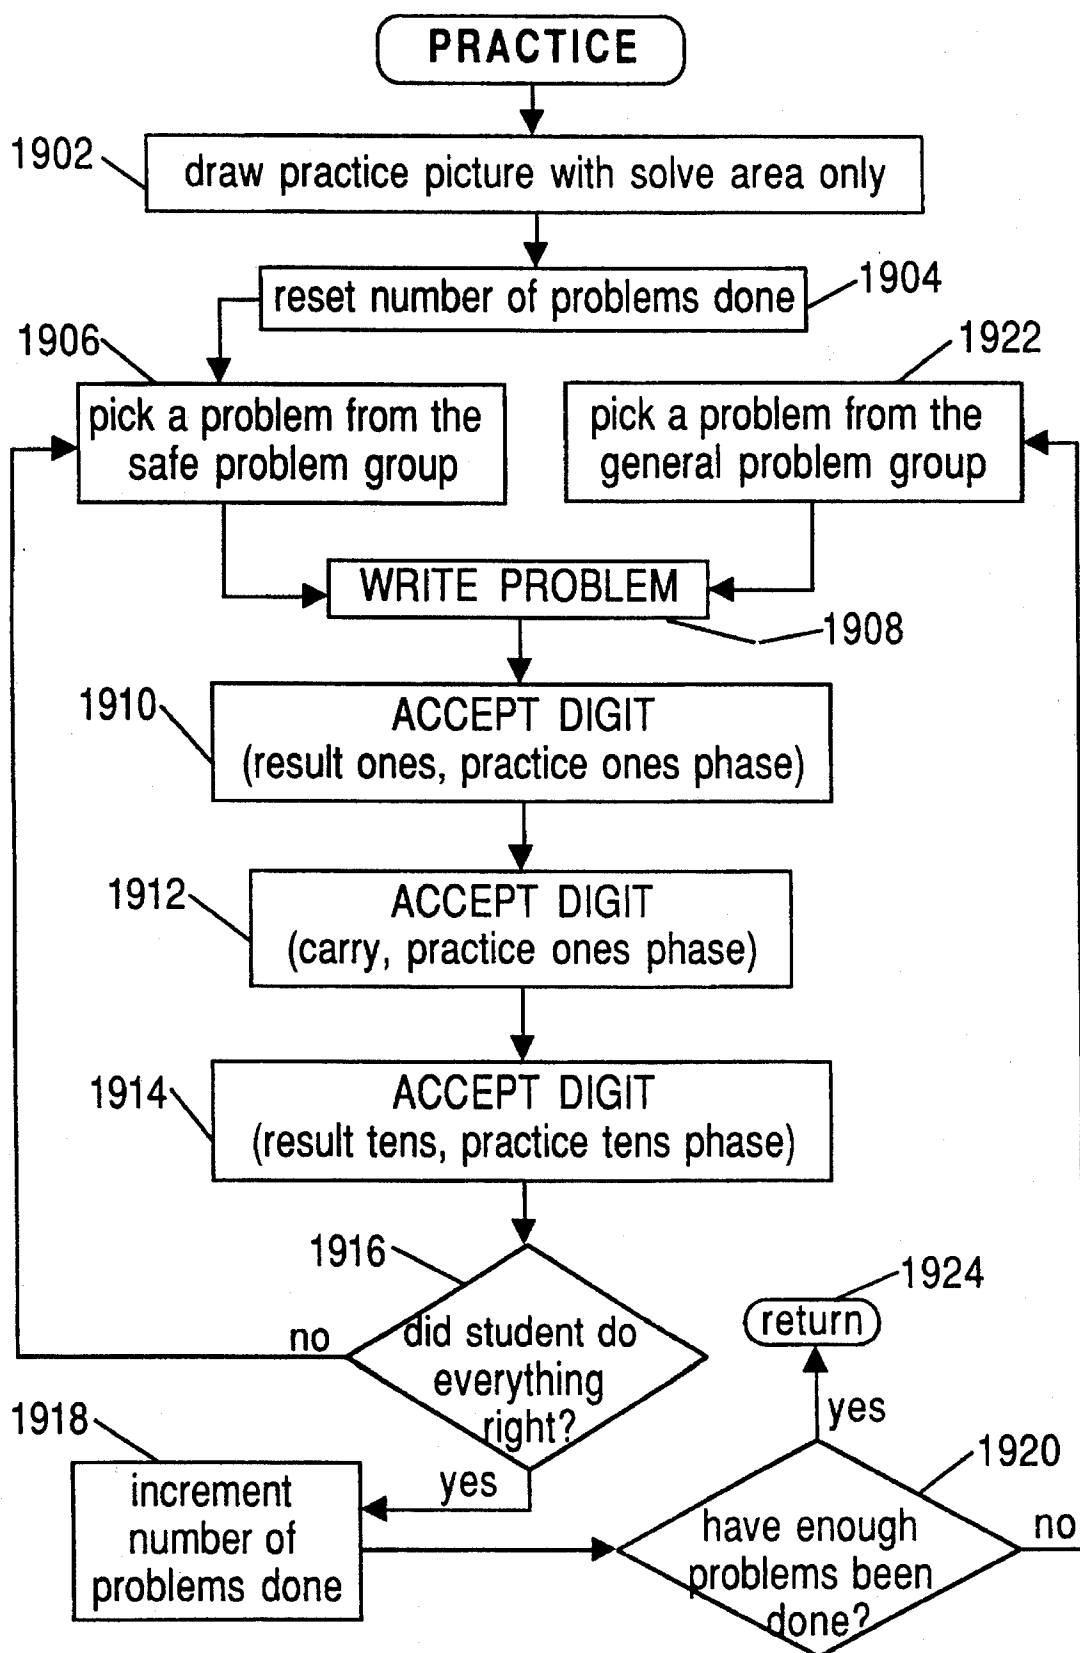 PRACTICE
1902
draw practice picture with solve area only
1904
reset number of problems done
1906
1922
pick a problem from the
safe problem group
pick a problem from the
general problem group
WRITE PROBLEM
1908
1910
ACCEPT DIGIT
(result ones, practice ones phase)
1912
ACCEPT DIGIT
(carry, practice ones phase)
1914
ACCEPT DIGIT
(result tens, practice tens phase)
1916
1924
return
no
did student do
everything
right?
yes
1918
1920
yes
increment
number of
problems done
have enough
problems been
done?
no